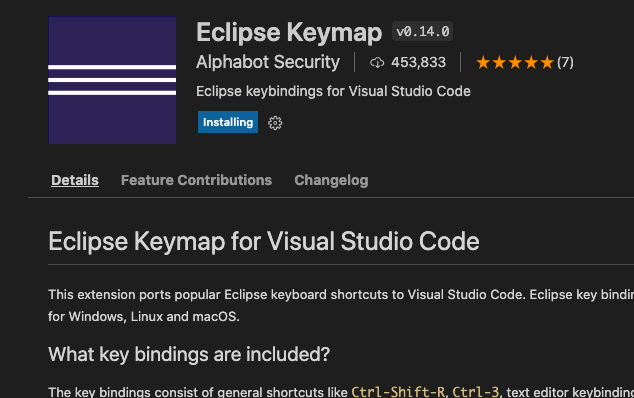 Eclipse Keymap v0.14.0
Alphabot Security 453,833 (7)
Eclipse keybindings for Visual Studio Code
Installing
Details Feature Contributions Changelog
Eclipse Keymap for Visual Studio Code
This extension ports popular Eclipse keyboard shortcuts to Visual Studio Code. Eclipse key bindin
for Windows, Linux and macOS.
What key bindings are included?
The key bindings consist of general shortcuts like Ctrl-Shift-R, Ctrl-3, text editor keybinding